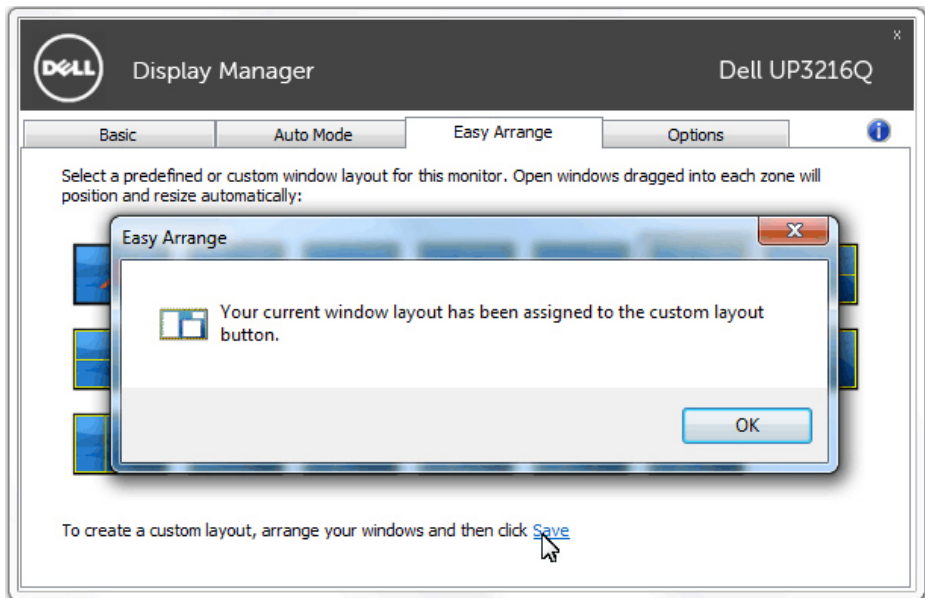 DELL
Display Manager
Dell UP3216Q
x
Basic
Auto Mode
Easy Arrange
Options
i
Select a predefined or custom window layout for this monitor. Open windows dragged into each zone will
position and resize automatically:
Easy Arrange
x
Your current window layout has been assigned to the custom layout
button.
OK
To create a custom layout, arrange your windows and then click Save